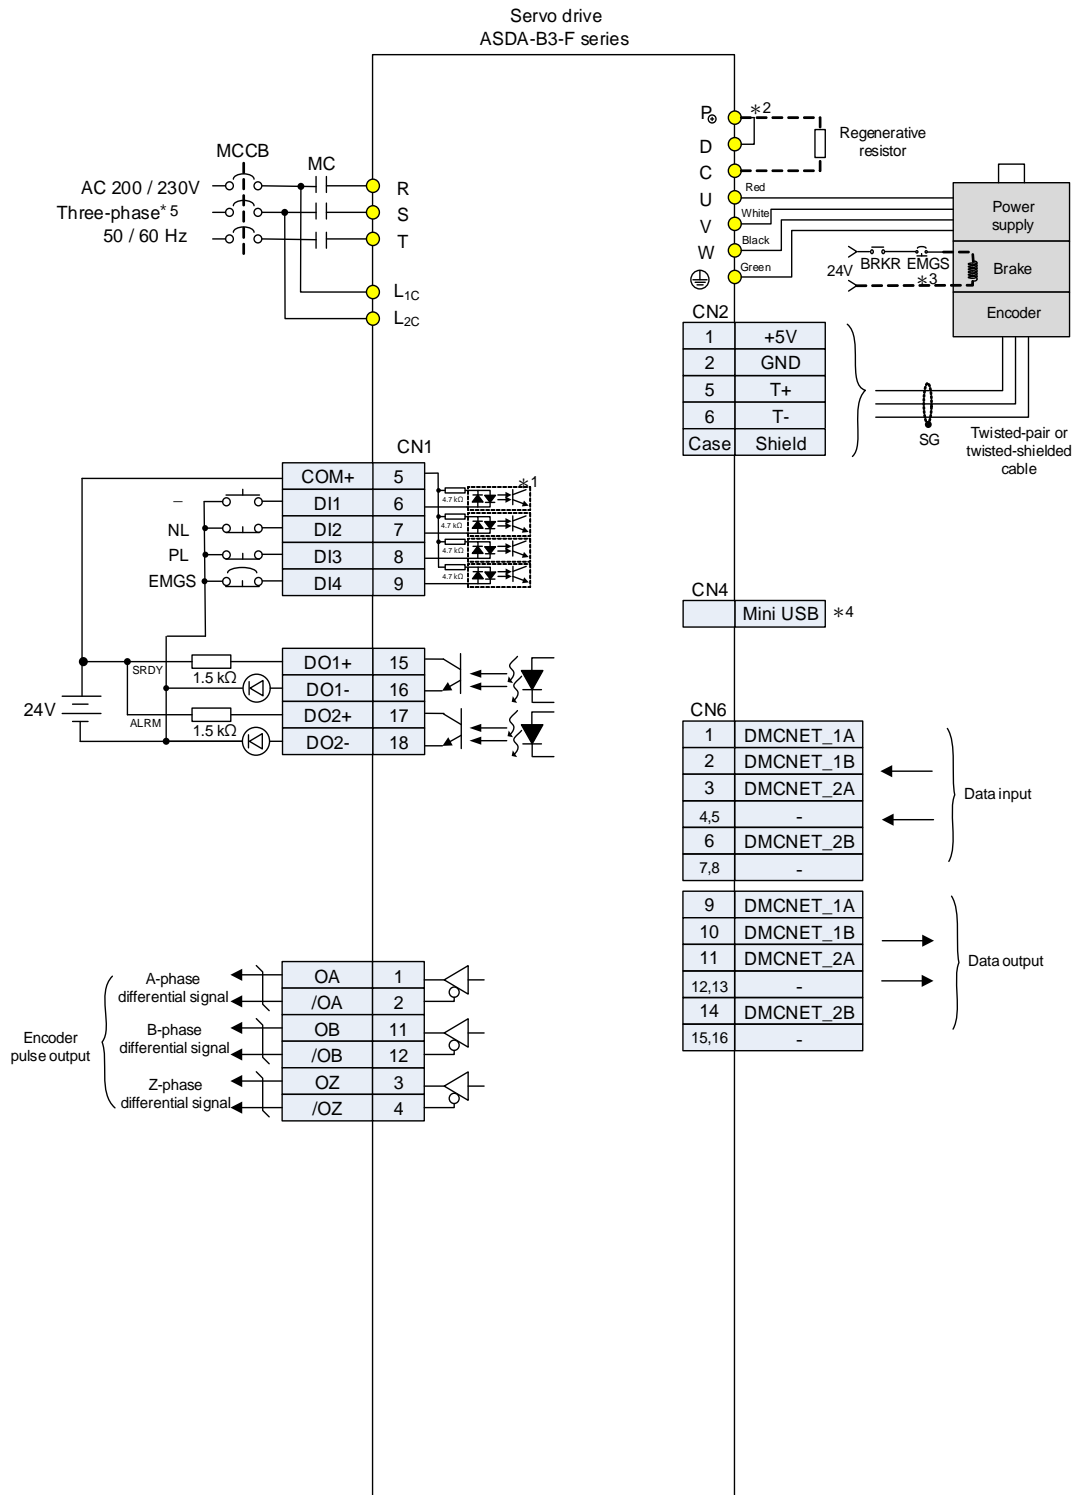 Servo drive
ASDA-B3-F series
MCCB
MC
AC 200 / 230V
Three-phase*5
50 / 60 Hz
R
S
T
L1C
L2C
P⊕
D
C
U
V
W
*2
Regenerative
resistor
Red
White
Black
Green
24V
BRKR
EMGS
*3
Power
supply
Brake
Encoder
CN2
1 +5V
2 GND
5 T+
6 T-
Case Shield
SG
Twisted-pair or
twisted-shielded
cable
CN1
COM+ 5
– DI1 6
NL DI2 7
PL DI3 8
EMGS DI4 9
*1
4.7 kΩ
4.7 kΩ
4.7 kΩ
4.7 kΩ
CN4
Mini USB *4
24V
SRDY
1.5 kΩ
ALRM
1.5 kΩ
DO1+ 15
DO1- 16
DO2+ 17
DO2- 18
CN6
1 DMCNET_1A
2 DMCNET_1B
3 DMCNET_2A
4,5 -
6 DMCNET_2B
7,8 -
Data input
9 DMCNET_1A
10 DMCNET_1B
11 DMCNET_2A
12,13 -
14 DMCNET_2B
15,16 -
Data output
Encoder
pulse output
A-phase
differential signal
B-phase
differential signal
Z-phase
differential signal
OA 1
/OA 2
OB 11
/OB 12
OZ 3
/OZ 4